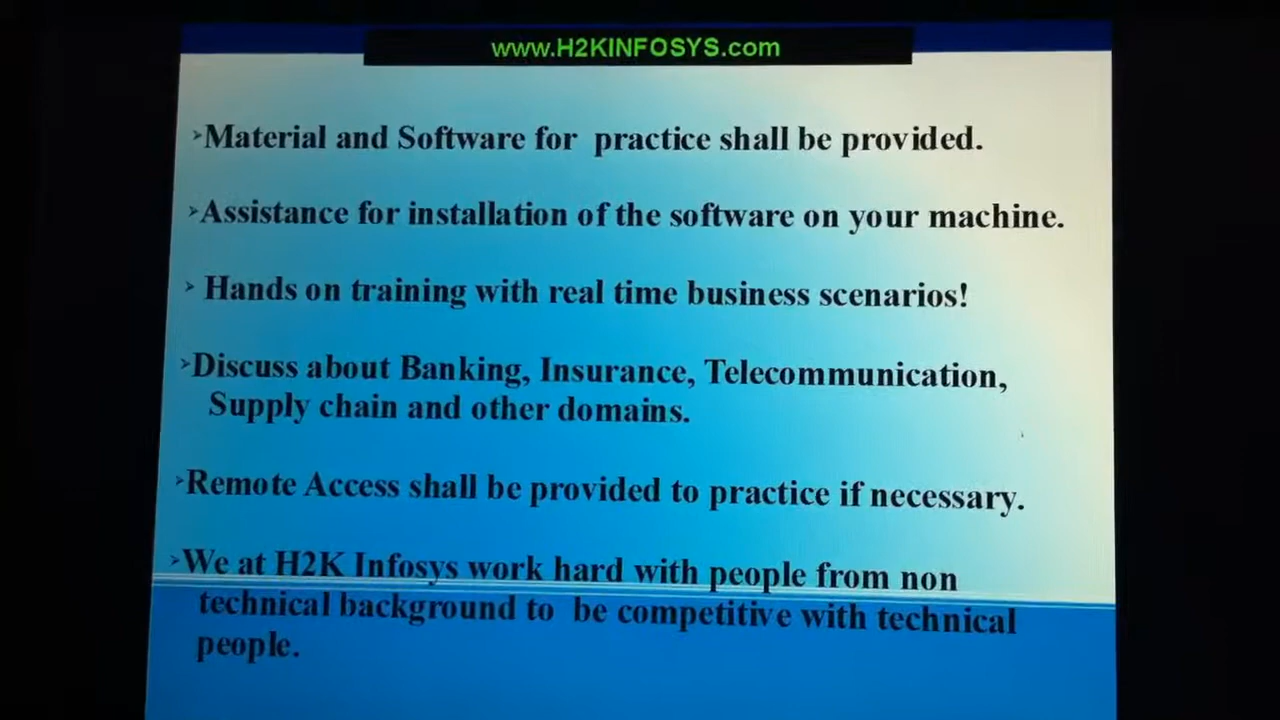 www.H2KINFOSYS.com
➢Material and Software for practice shall be provided.
➢Assistance for installation of the software on your machine.
➢ Hands on training with real time business scenarios!
➢Discuss about Banking, Insurance, Telecommunication,
Supply chain and other domains.
➢Remote Access shall be provided to practice if necessary.
➢We at H2K Infosys work hard with people from non
technical background to be competitive with technical
people.